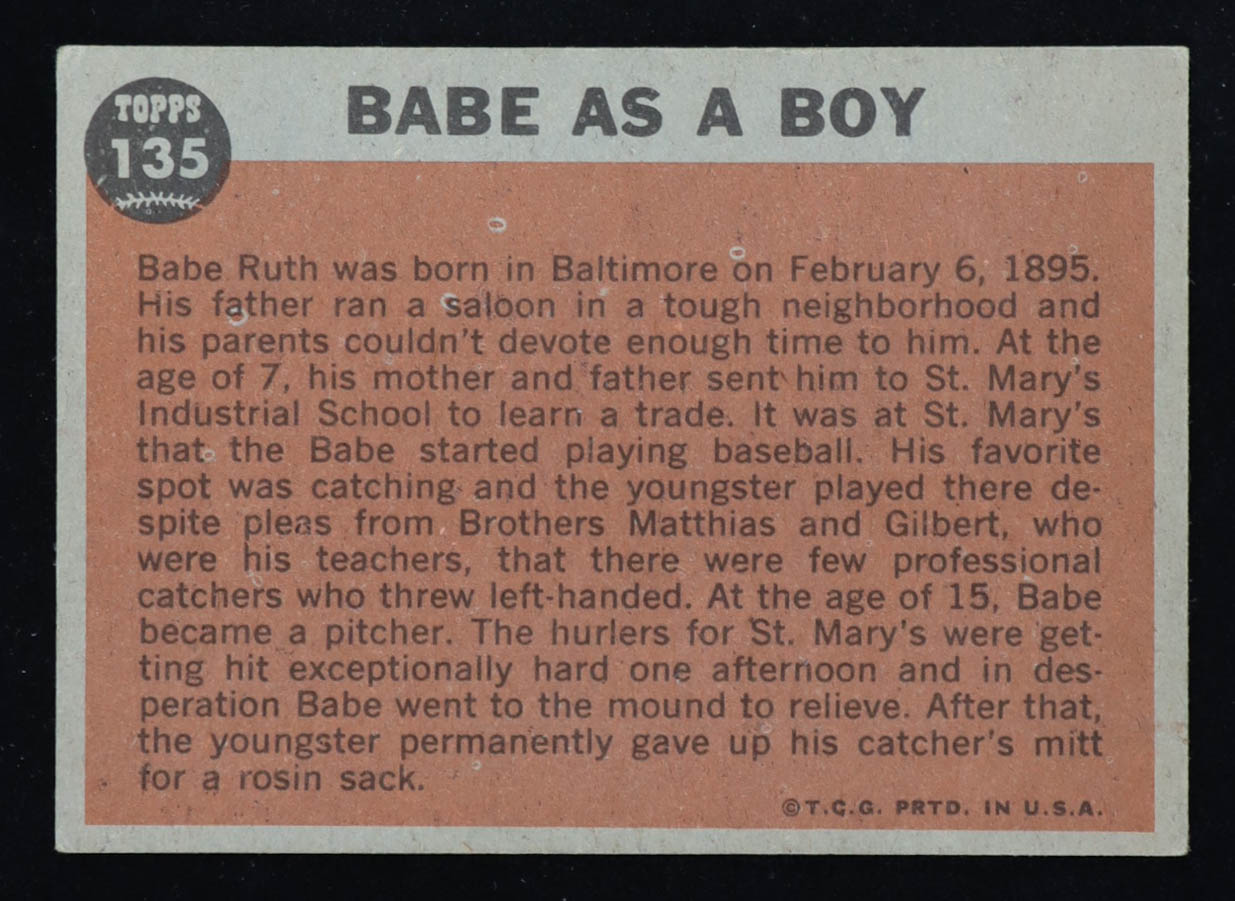 TOPPS
135
BABE AS A BOY
Babe Ruth was born in Baltimore on February 6, 1895.
His father ran a saloon in a tough neighborhood and
his parents couldn't devote enough time to him. At the
age of 7, his mother and father sent him to St. Mary's
Industrial School to learn a trade. It was at St. Mary's
that the Babe started playing baseball. His favorite
spot was catching and the youngster played there de-
spite pleas from Brothers Matthias and Gilbert, who
were his teachers, that there were few professional
catchers who threw left-handed. At the age of 15, Babe
became a pitcher. The hurlers for St. Mary's were get-
ting hit exceptionally hard one afternoon and in des-
peration Babe went to the mound to relieve. After that,
the youngster permanently gave up his catcher's mitt
for a rosin sack.
©T.C.G. PRTD. IN U.S.A.